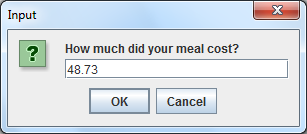 Input
?
How much did your meal cost?
48.73
OK
Cancel